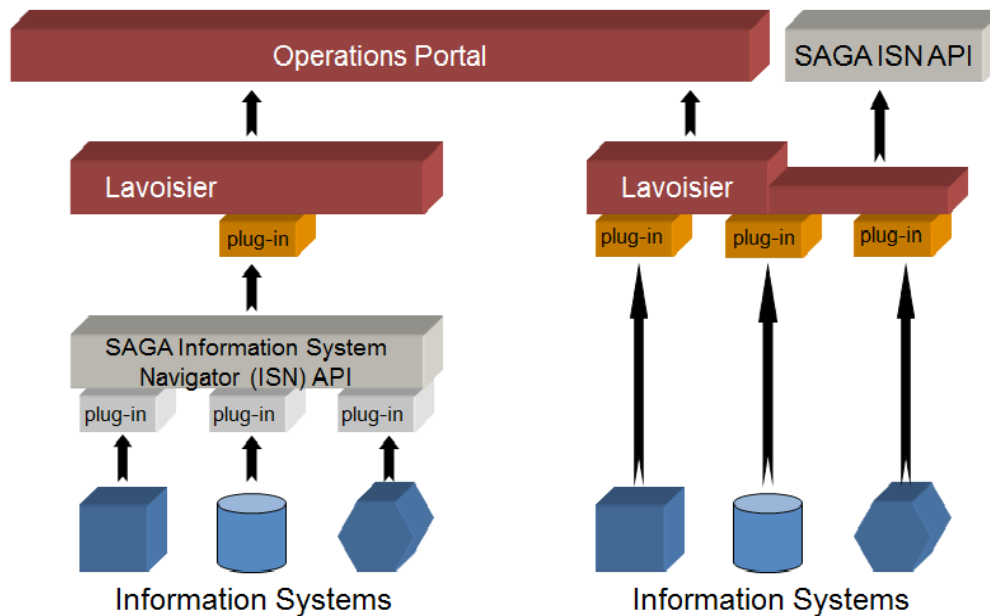 Operations Portal
SAGA ISN API
Lavoisier
Lavoisier
plug-in
plug-in
plug-in
plug-in
SAGA Information System
Navigator (ISN) API
plug-in
plug-in
plug-in
Information Systems
Information Systems